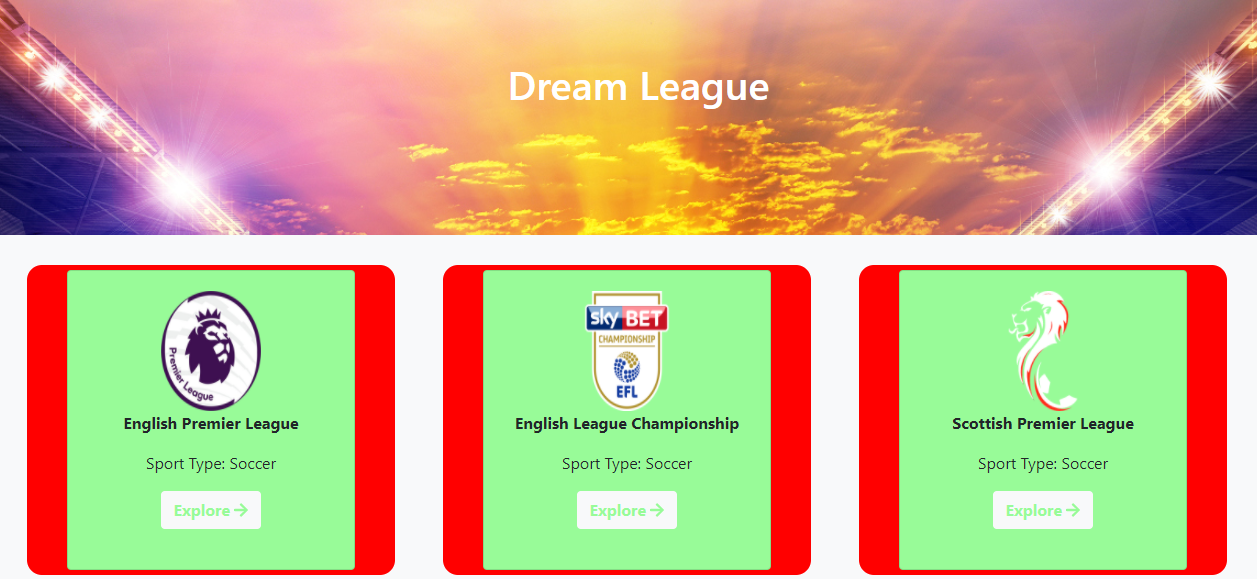 Dream League
Premier League
English Premier League
Sport Type: Soccer
Explore
sky BET
CHAMPIONSHIP
EFL
English League Championship
Sport Type: Soccer
Explore
Scottish Premier League
Sport Type: Soccer
Explore